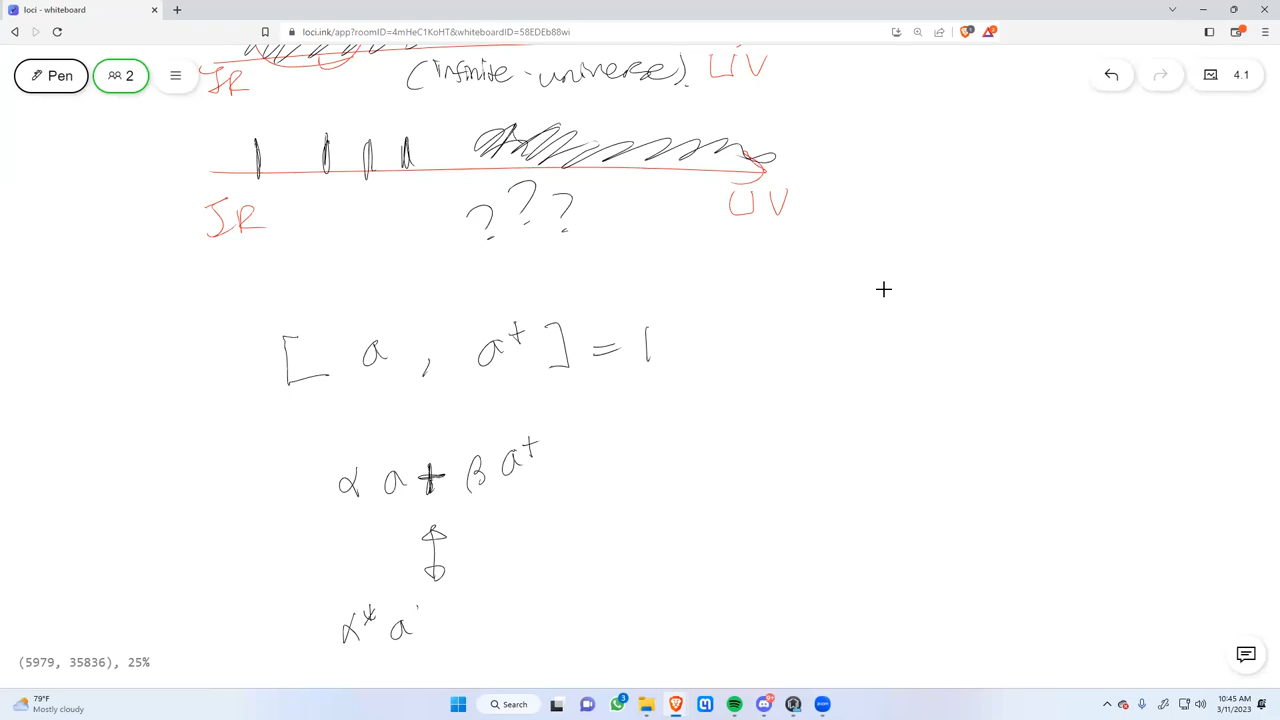 loci - whiteboard
loci.ink/app?roomID=4mHeC1KoHT&whiteboardID=58EDEb88wi
Pen
2
4.1
IR
(infinite-universe).
UV
IR
???
UV
[a, a†] = 1
α a + β a†
α* a'
(5979, 35836), 25%
79°F
Mostly cloudy
Search
3
10:45 AM
3/11/2023